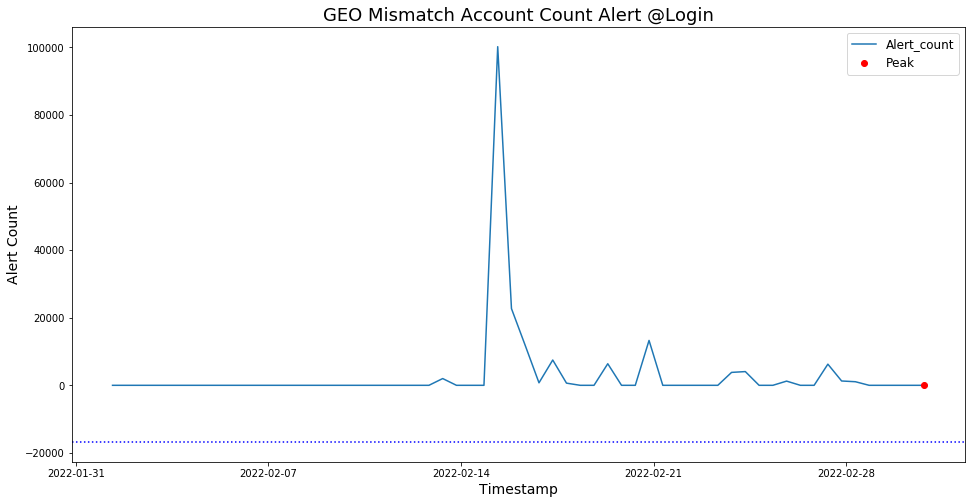 GEO Mismatch Account Count Alert @Login
Alert_count
Peak
Alert Count
100000
80000
60000
40000
20000
0
−20000
2022-01-31
2022-02-07
2022-02-14
2022-02-21
2022-02-28
Timestamp